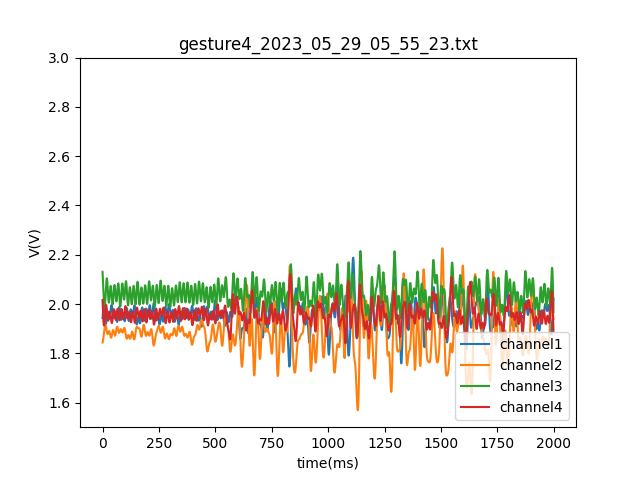 gesture4_2023_05_29_05_55_23.txt
3.0
2.8
2.6
2.4
2.2
2.0
1.8
1.6
V(V)
channel1
channel2
channel3
channel4
0 250 500 750 1000 1250 1500 1750 2000
time(ms)